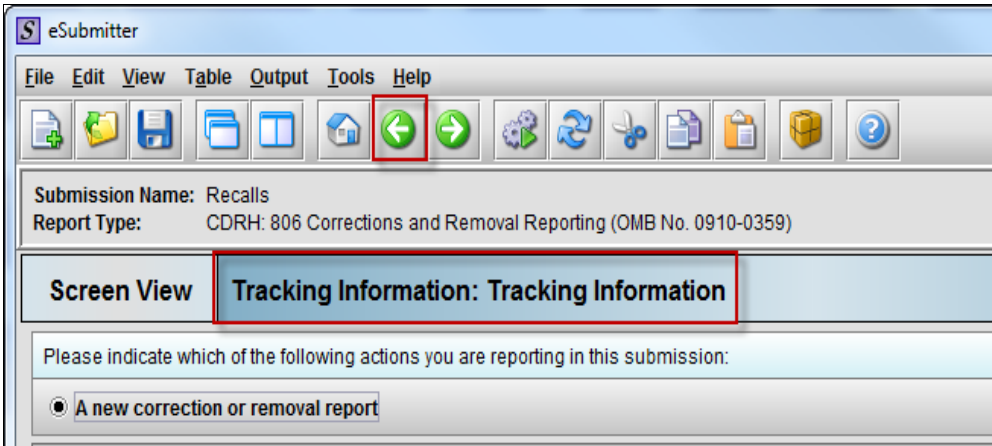 S eSubmitter
File Edit View Table Output Tools Help
?
Submission Name: Recalls
Report Type: CDRH: 806 Corrections and Removal Reporting (OMB No. 0910-0359)
Screen View Tracking Information: Tracking Information
Please indicate which of the following actions you are reporting in this submission:
A new correction or removal report